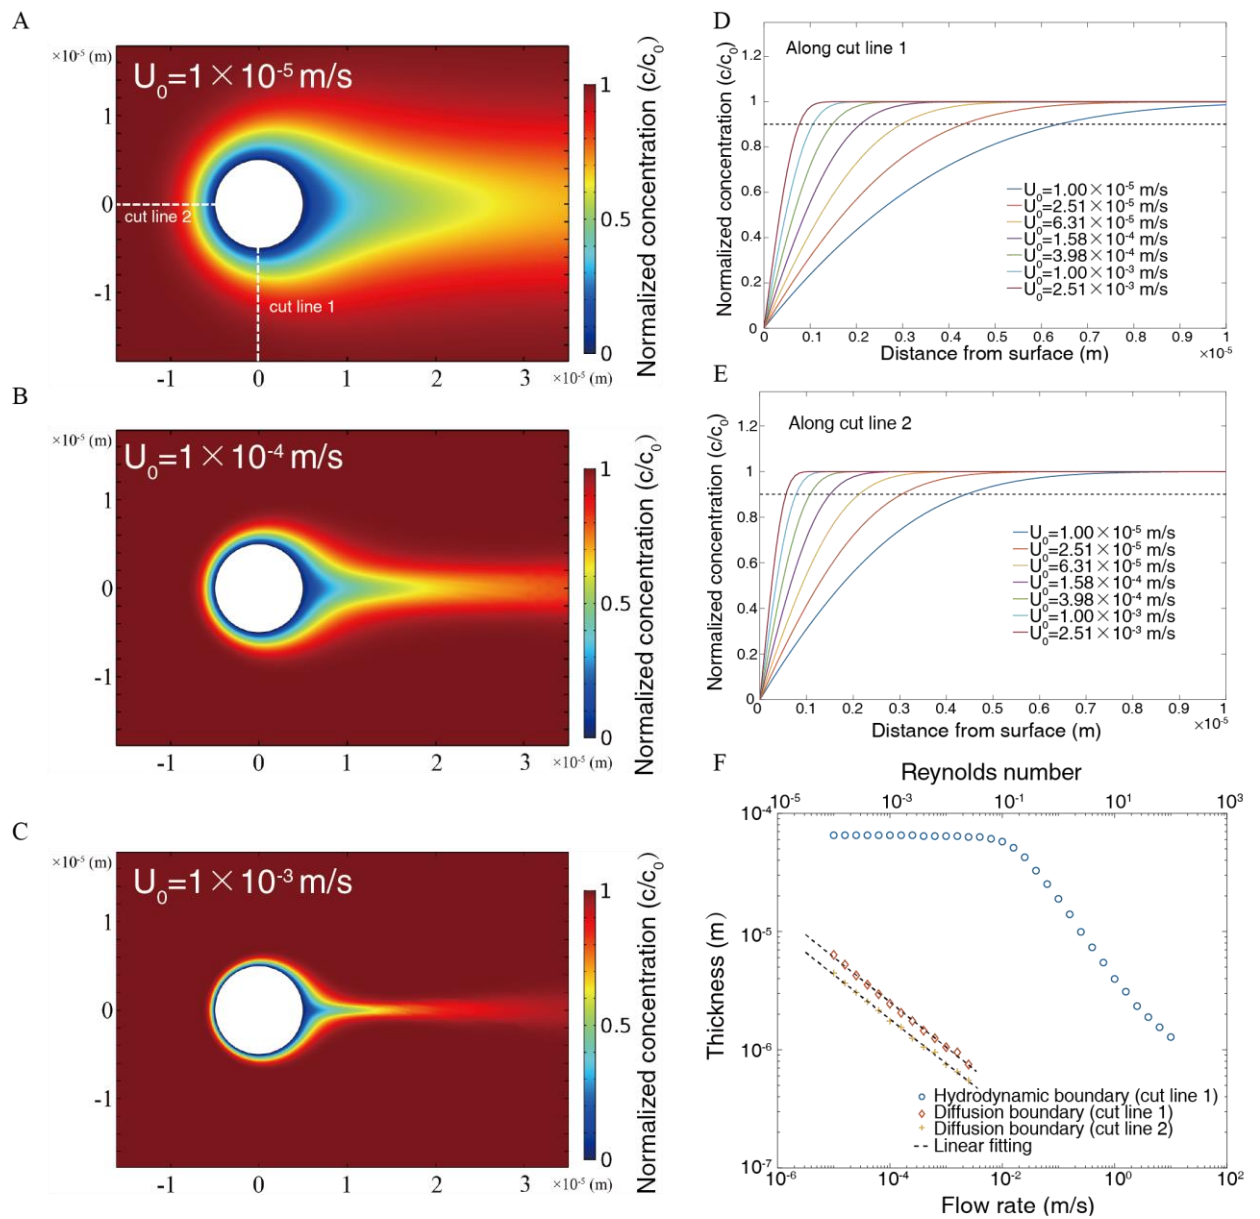 A
×10⁻⁵ (m)
U₀=1×10⁻⁵ m/s
1
0
-1
cut line 2
cut line 1
-1
0
1
2
3
×10⁻⁵ (m)
1
0.5
0
Normalized concentration (c/c₀)
B
×10⁻⁵ (m)
U₀=1×10⁻⁴ m/s
1
0
-1
-1
0
1
2
3
×10⁻⁵ (m)
1
0.5
0
Normalized concentration (c/c₀)
C
×10⁻⁵ (m)
U₀=1×10⁻³ m/s
1
0
-1
-1
0
1
2
3
×10⁻⁵ (m)
1
0.5
0
Normalized concentration (c/c₀)
D
Along cut line 1
Normalized concentration (c/c₀)
1.2
1
0.8
0.6
0.4
0.2
0
U₀=1.00×10⁻⁵ m/s
U₀=2.51×10⁻⁵ m/s
U₀=6.31×10⁻⁵ m/s
U₀=1.58×10⁻⁴ m/s
U₀=3.98×10⁻⁴ m/s
U₀=1.00×10⁻³ m/s
U₀=2.51×10⁻³ m/s
0 0.1 0.2 0.3 0.4 0.5 0.6 0.7 0.8 0.9 1
×10⁻⁵
Distance from surface (m)
E
Along cut line 2
Normalized concentration (c/c₀)
1.2
1
0.8
0.6
0.4
0.2
0
U₀=1.00×10⁻⁵ m/s
U₀=2.51×10⁻⁵ m/s
U₀=6.31×10⁻⁵ m/s
U₀=1.58×10⁻⁴ m/s
U₀=3.98×10⁻⁴ m/s
U₀=1.00×10⁻³ m/s
U₀=2.51×10⁻³ m/s
0 0.1 0.2 0.3 0.4 0.5 0.6 0.7 0.8 0.9 1
×10⁻⁵
Distance from surface (m)
F
Reynolds number
10⁻⁵ 10⁻³ 10⁻¹ 10¹ 10³
Thickness (m)
10⁻⁴
10⁻⁵
10⁻⁶
10⁻⁷
Hydrodynamic boundary (cut line 1)
Diffusion boundary (cut line 1)
Diffusion boundary (cut line 2)
Linear fitting
10⁻⁶ 10⁻⁴ 10⁻² 10⁰ 10²
Flow rate (m/s)